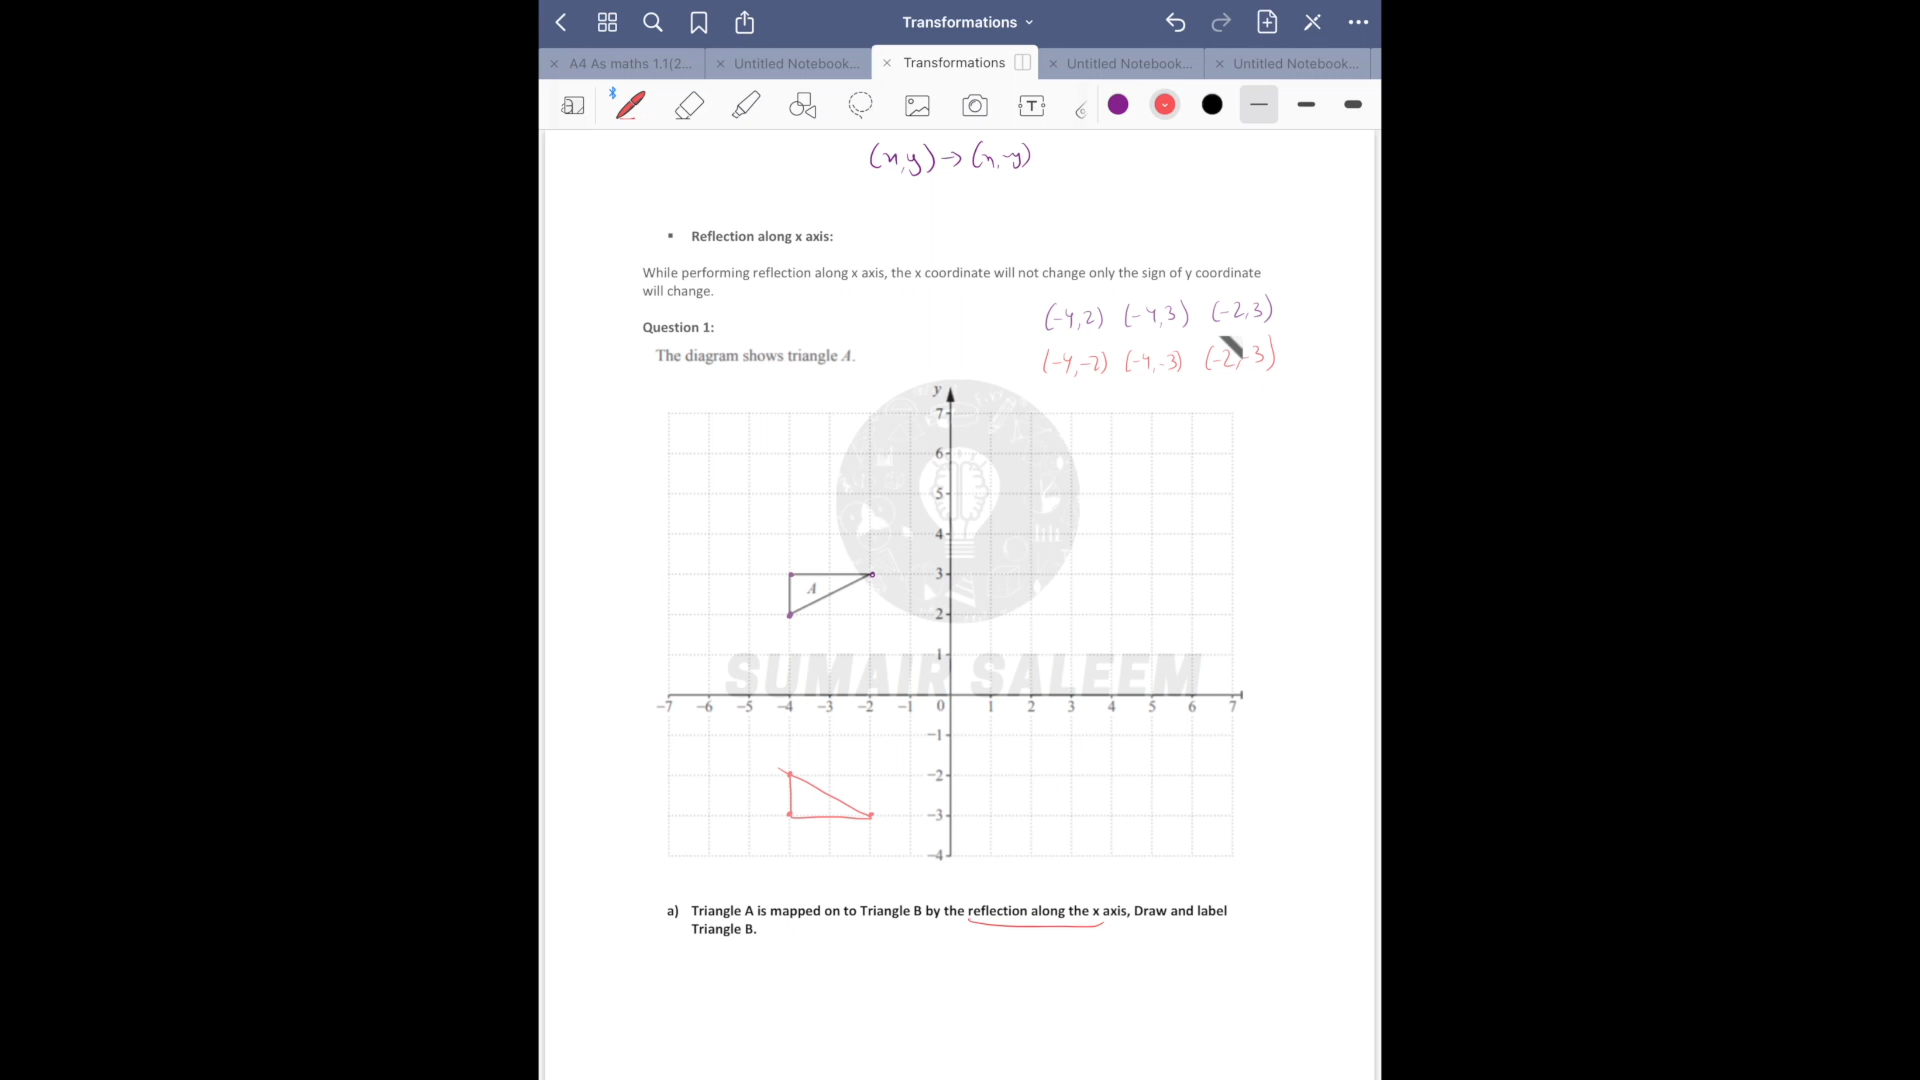 Transformations
A4 As maths 1.1(2... Untitled Notebook... Transformations Untitled Notebook... Untitled Notebook...
T
(x,y) → (x,-y)
▪ Reflection along x axis:
While performing reflection along x axis, the x coordinate will not change only the sign of y coordinate
will change.
(-4,2) (-4,3) (-2,3)
Question 1:
The diagram shows triangle A.
(-4,-2) (-4,-3) (-2,-3)
y
7
6
5
4
3
A
2
1
SUMAIR SALEEM
-7 -6 -5 -4 -3 -2 -1 0 1 2 3 4 5 6 7
-1
-2
-3
-4
a) Triangle A is mapped on to Triangle B by the reflection along the x axis, Draw and label
Triangle B.